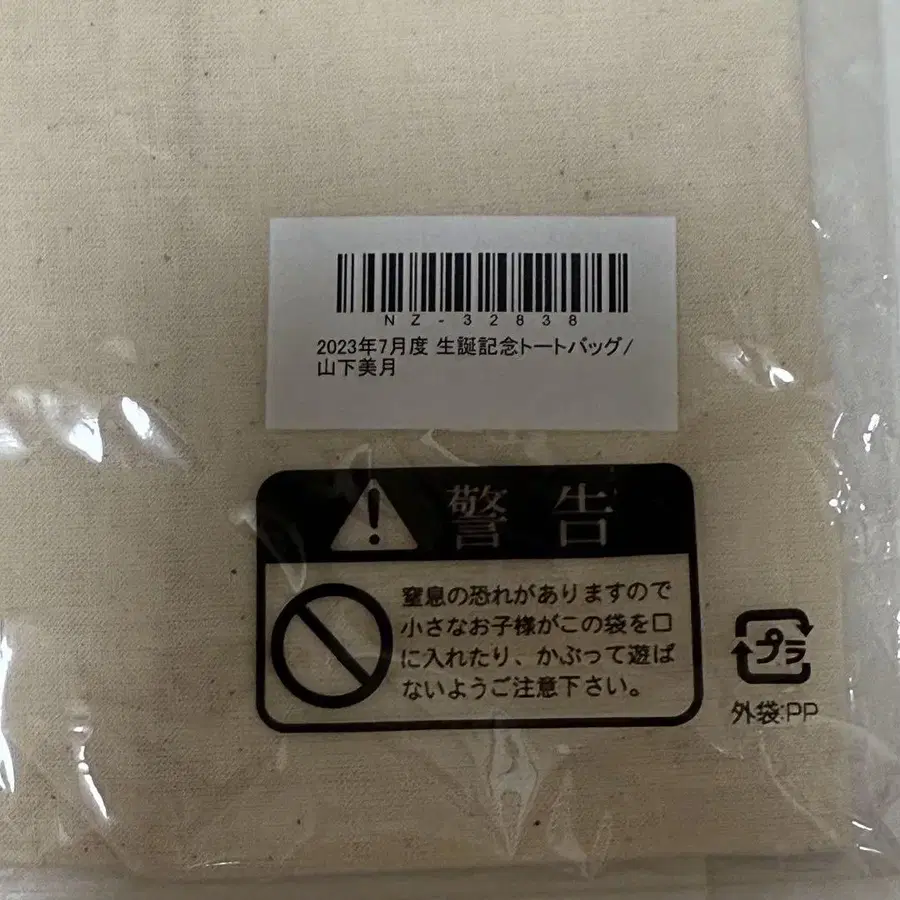 NZ-32838
2023年7月度 生誕記念トートバッグ/
山下美月
警告
窒息の恐れがありますので
小さなお子様がこの袋を口
に入れたり、かぶって遊ば
ないようご注意下さい。
プラ
外袋:PP